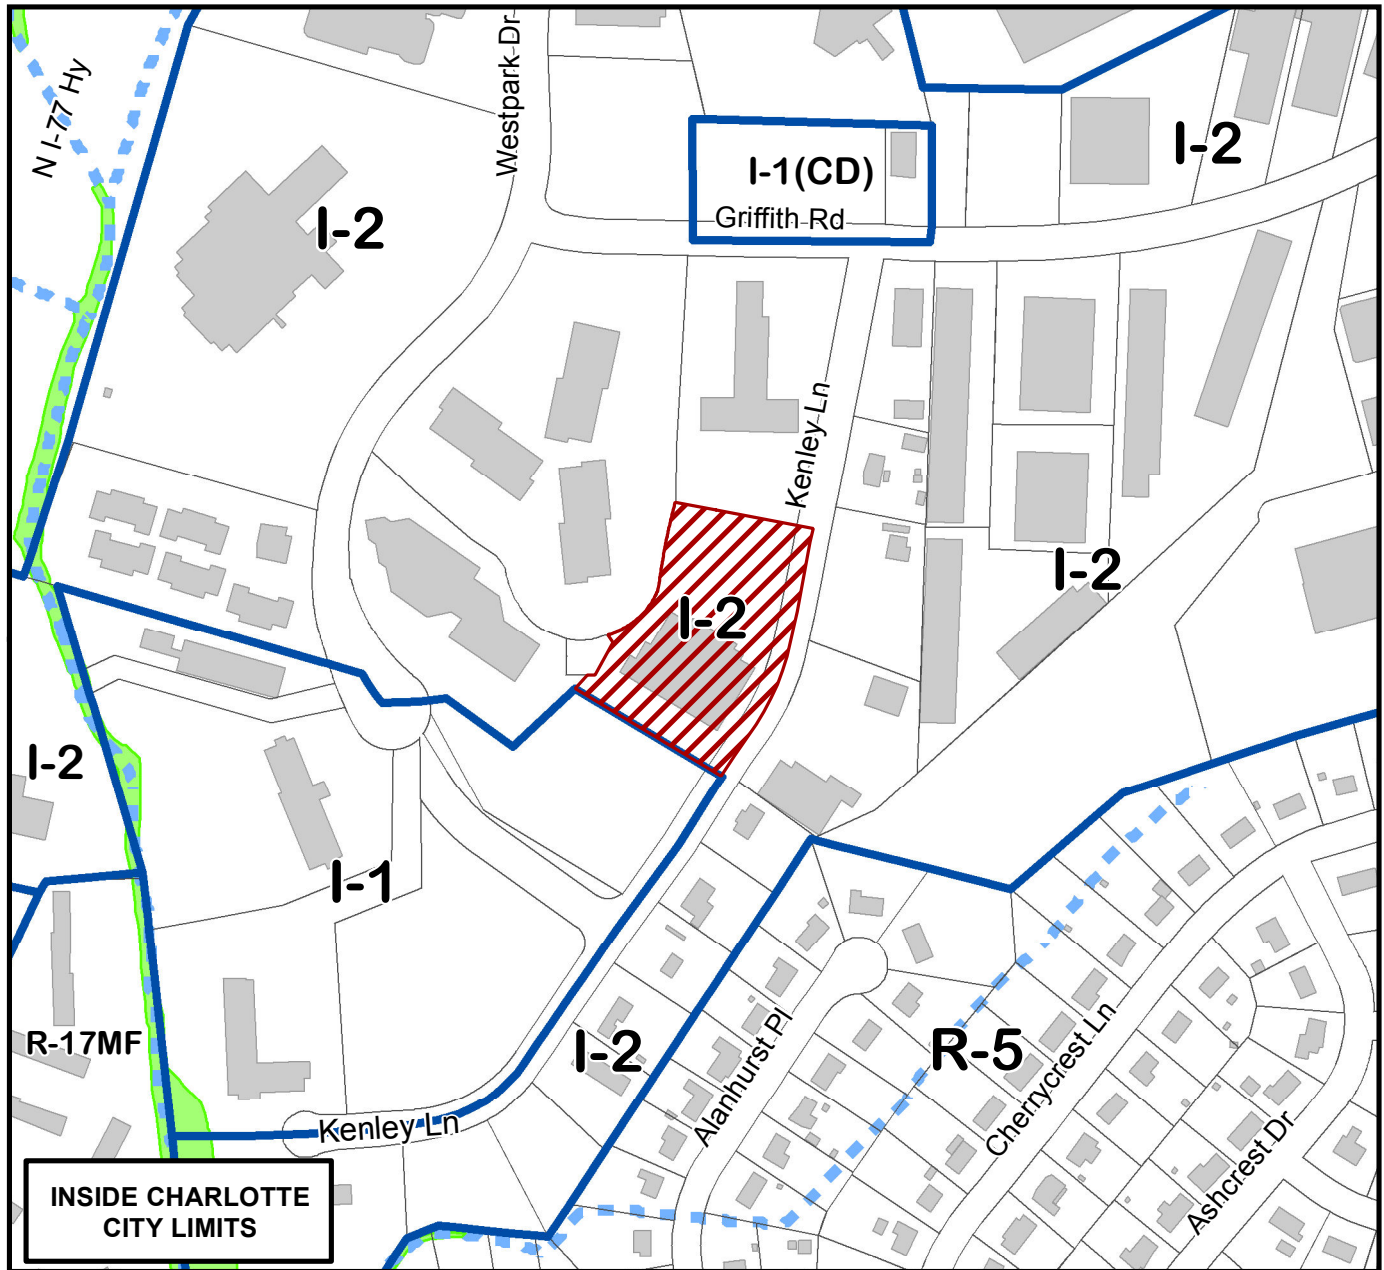 Westpark Dr
N I-77 Hy
I-2
I-1(CD)
I-2
Griffith Rd
Kenley Ln
I-2
I-2
I-2
I-1
R-17MF
I-2
R-5
Alanhurst Pl
Cherrycrest Ln
Kenley Ln
Ashcrest Dr
INSIDE CHARLOTTE
CITY LIMITS